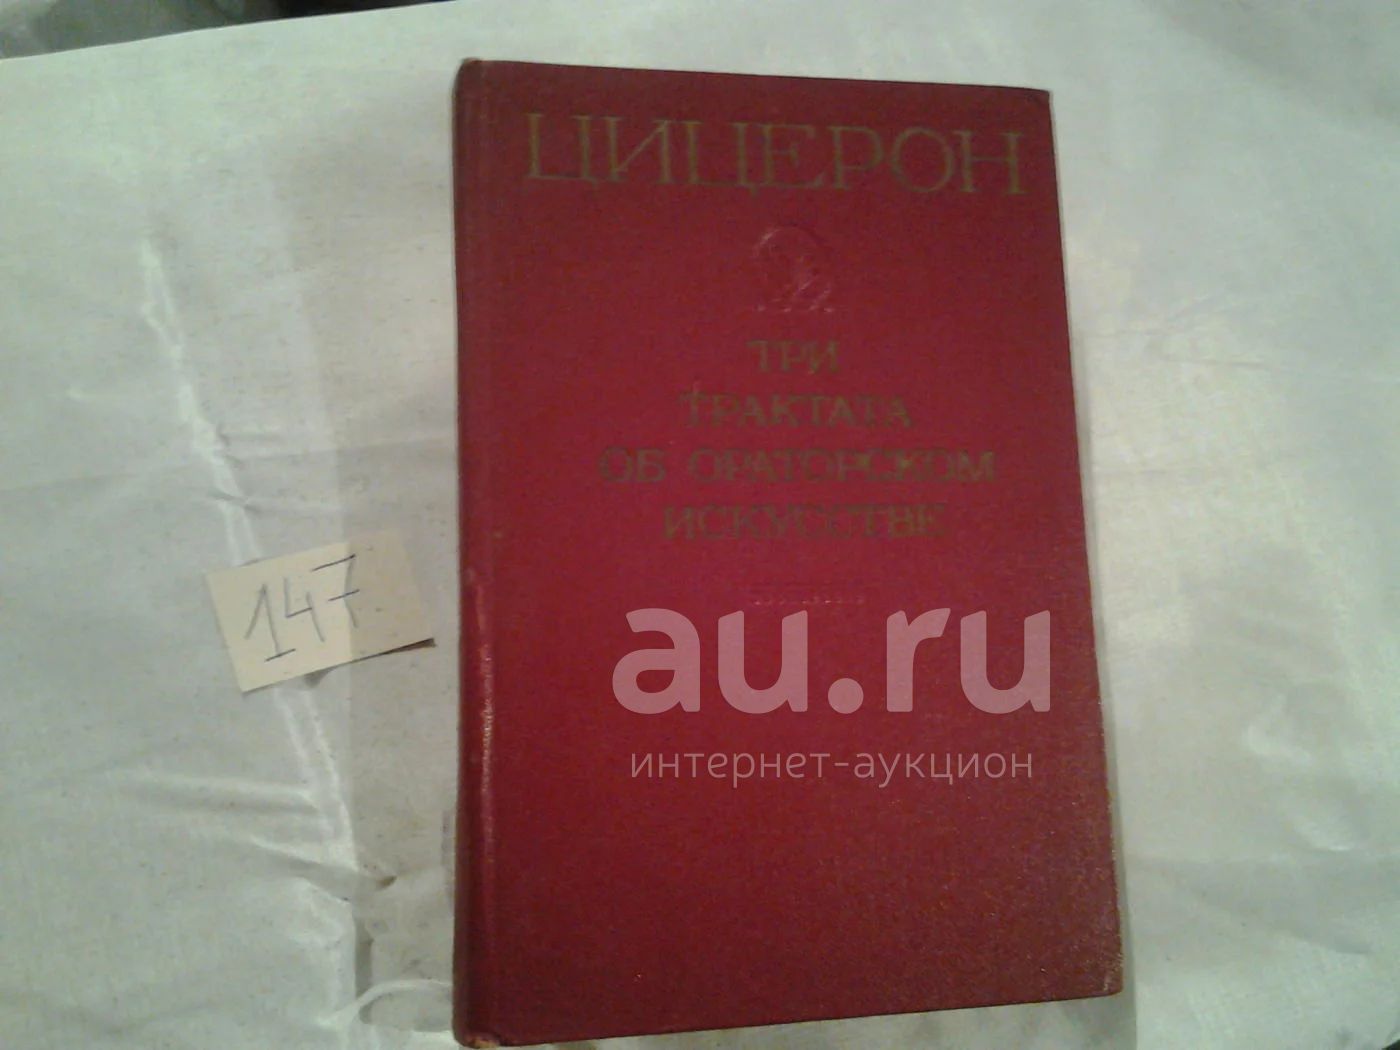 ЦИЦЕРОН
ТРИ
ТРАКТАТА
ОБ ОРАТОРСКОМ
ИСКУССТВЕ
147
au.ru
интернет-аукцион